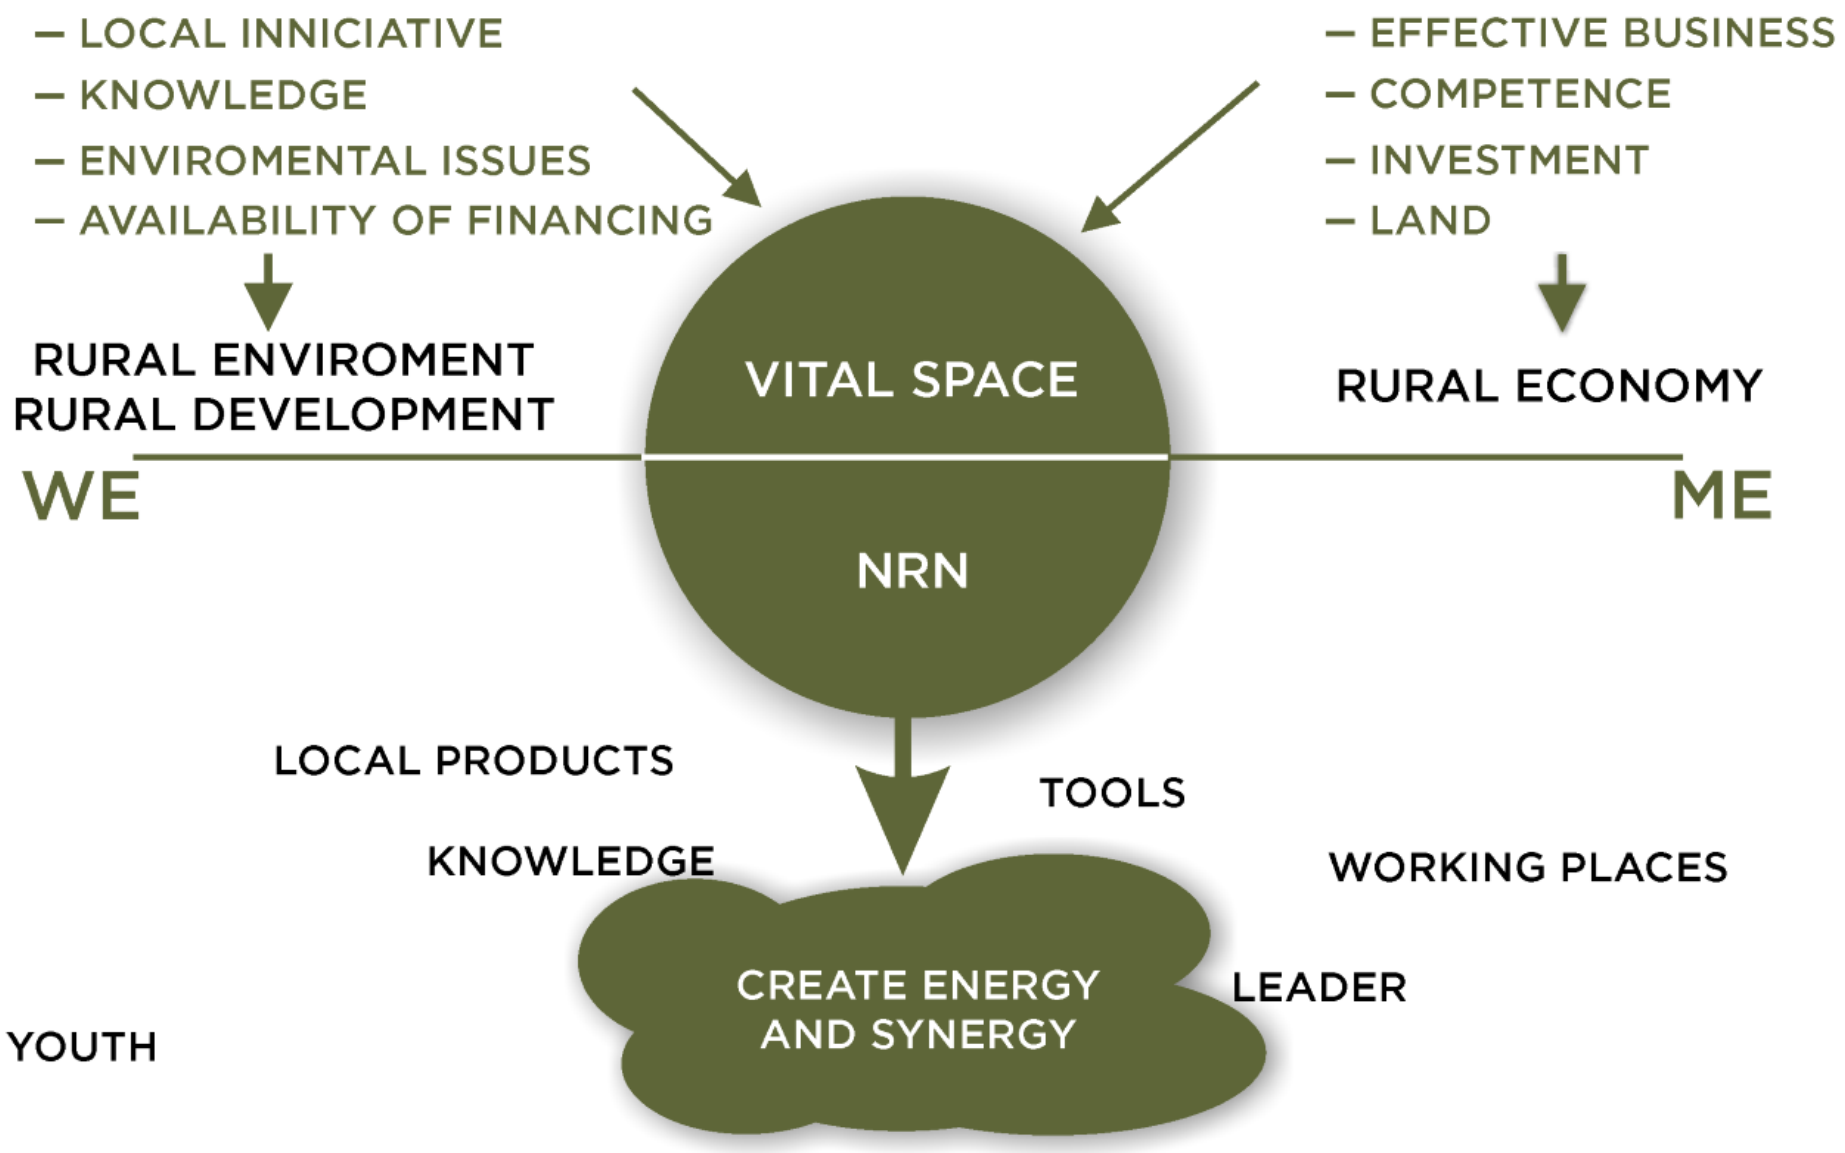 – LOCAL INNICIATIVE
– KNOWLEDGE
– ENVIROMENTAL ISSUES
– AVAILABILITY OF FINANCING
– EFFECTIVE BUSINESS
– COMPETENCE
– INVESTMENT
– LAND
RURAL ENVIROMENT
RURAL DEVELOPMENT
VITAL SPACE
RURAL ECONOMY
WE
ME
NRN
LOCAL PRODUCTS
TOOLS
KNOWLEDGE
WORKING PLACES
CREATE ENERGY
AND SYNERGY
LEADER
YOUTH